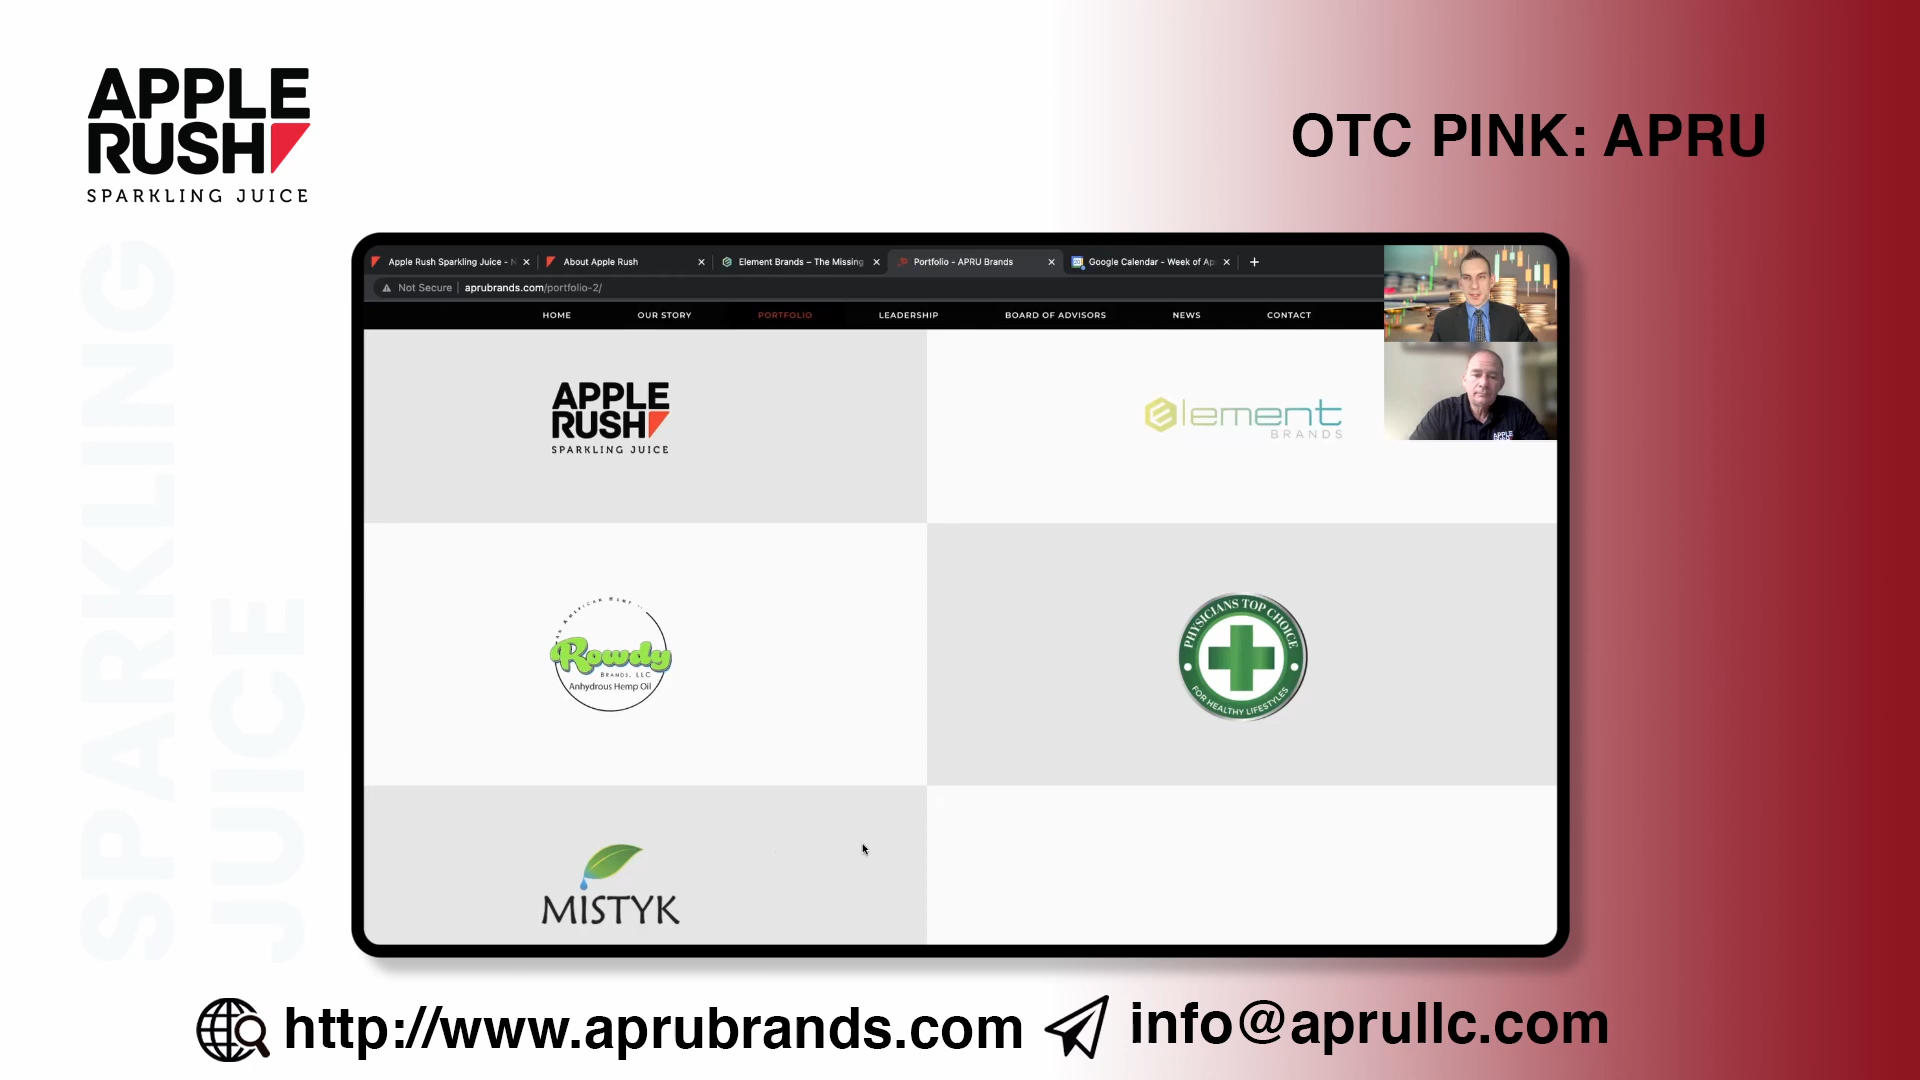 APPLE
RUSH
SPARKLING JUICE
OTC PINK: APRU
SPARKLING
JUICE
Apple Rush Sparkling Juice - N
About Apple Rush
Element Brands – The Missing
Portfolio - APRU Brands
Google Calendar - Week of Ap
Not Secure
aprubrands.com/portfolio-2/
HOME
OUR STORY
PORTFOLIO
LEADERSHIP
BOARD OF ADVISORS
NEWS
CONTACT
APPLE
RUSH
SPARKLING JUICE
element
BRANDS
APPLE
American Hemp
Rowdy
Brands, LLC
Anhydrous Hemp Oil
PHYSICIANS TOP CHOICE
FOR HEALTHY LIFESTYLES
MISTYK
http://www.aprubrands.com
info@aprullc.com